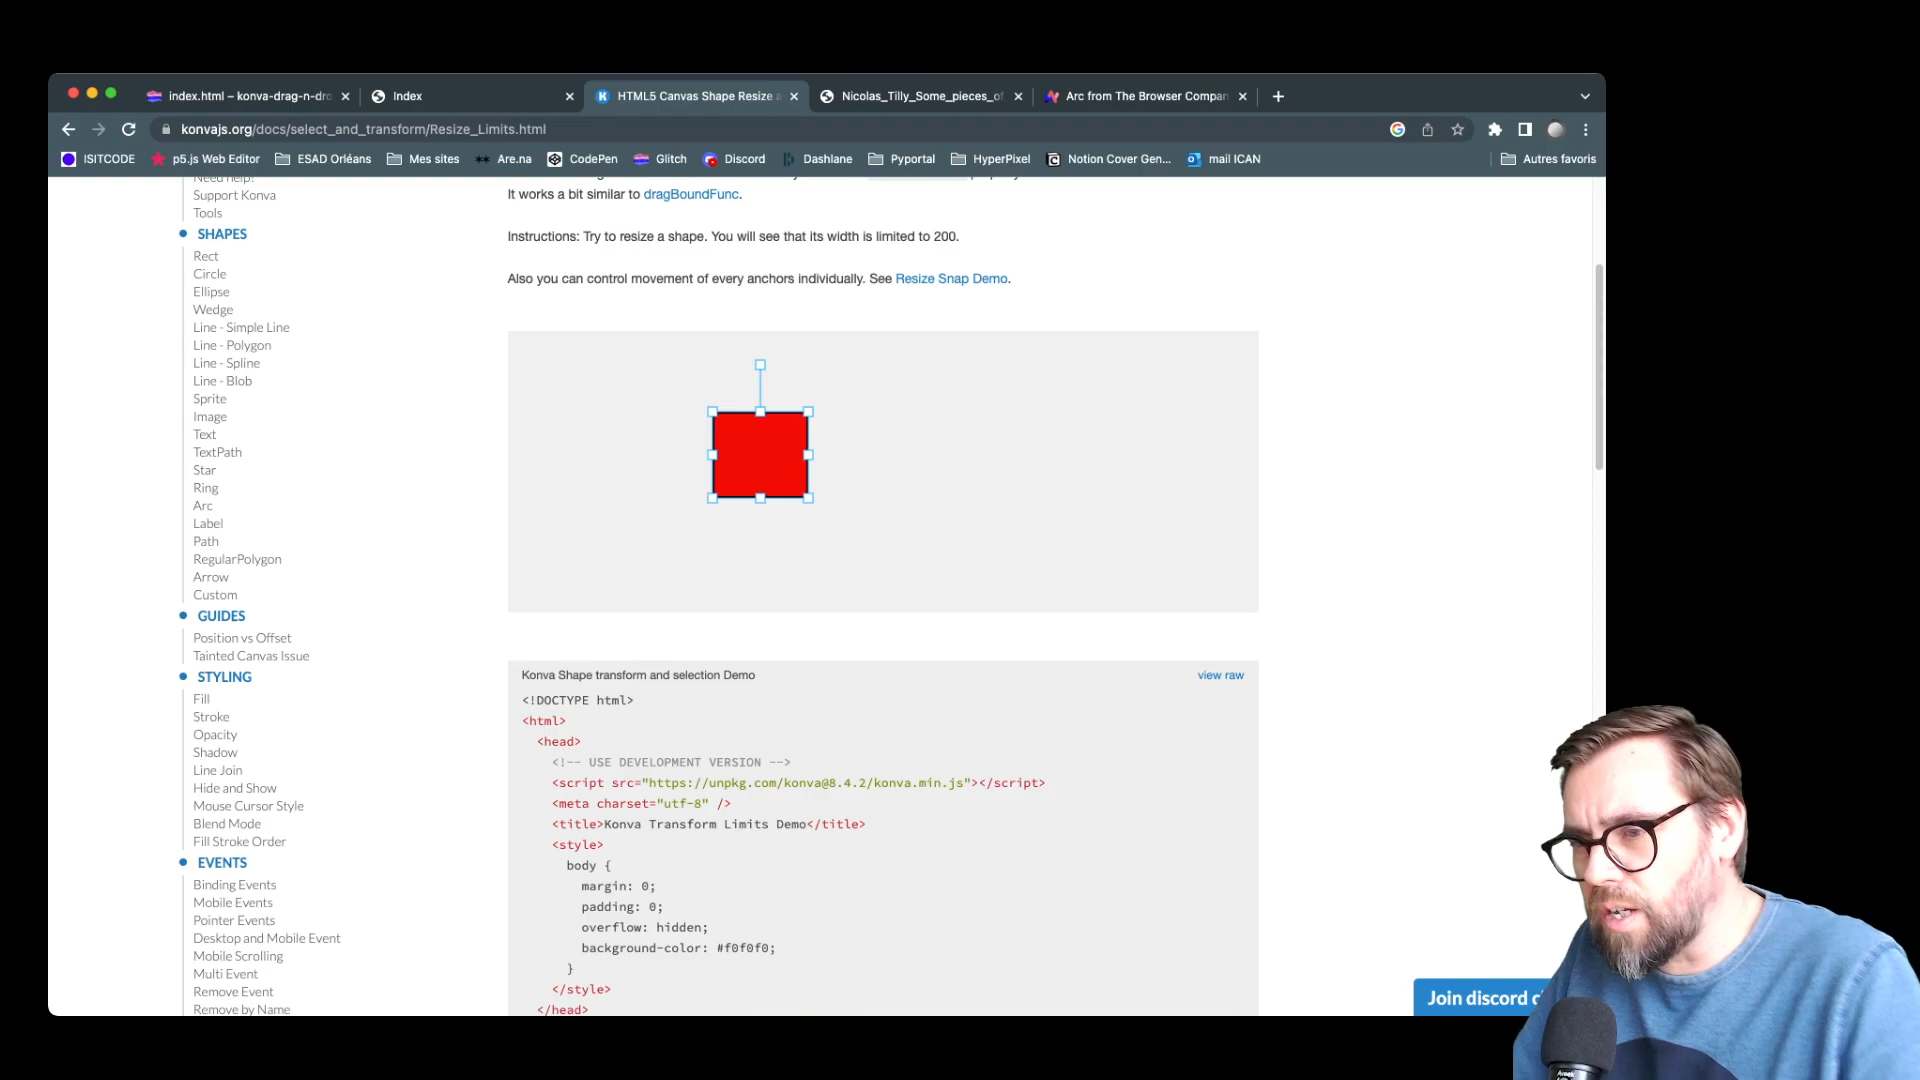 index.html – konva-drag-n-dro
Index
HTML5 Canvas Shape Resize a
Nicolas_Tilly_Some_pieces_of
Arc from The Browser Compan
konvajs.org/docs/select_and_transform/Resize_Limits.html
ISITCODE
p5.js Web Editor
ESAD Orléans
Mes sites
Are.na
CodePen
Glitch
Discord
Dashlane
Pyportal
HyperPixel
Notion Cover Gen...
mail ICAN
Autres favoris
Need help?
Support Konva
Tools
SHAPES
Rect
Circle
Ellipse
Wedge
Line - Simple Line
Line - Polygon
Line - Spline
Line - Blob
Sprite
Image
Text
TextPath
Star
Ring
Arc
Label
Path
RegularPolygon
Arrow
Custom
GUIDES
Position vs Offset
Tainted Canvas Issue
STYLING
Fill
Stroke
Opacity
Shadow
Line Join
Hide and Show
Mouse Cursor Style
Blend Mode
Fill Stroke Order
EVENTS
Binding Events
Mobile Events
Pointer Events
Desktop and Mobile Event
Mobile Scrolling
Multi Event
Remove Event
Remove by Name
It works a bit similar to dragBoundFunc.
Instructions: Try to resize a shape. You will see that its width is limited to 200.
Also you can control movement of every anchors individually. See Resize Snap Demo.
Konva Shape transform and selection Demo
view raw
<!DOCTYPE html>
<html>
<head>
<!-- USE DEVELOPMENT VERSION -->
<script src="https://unpkg.com/konva@8.4.2/konva.min.js"></script>
<meta charset="utf-8" />
<title>Konva Transform Limits Demo</title>
<style>
body {
margin: 0;
padding: 0;
overflow: hidden;
background-color: #f0f0f0;
}
</style>
</head>
Join discord c